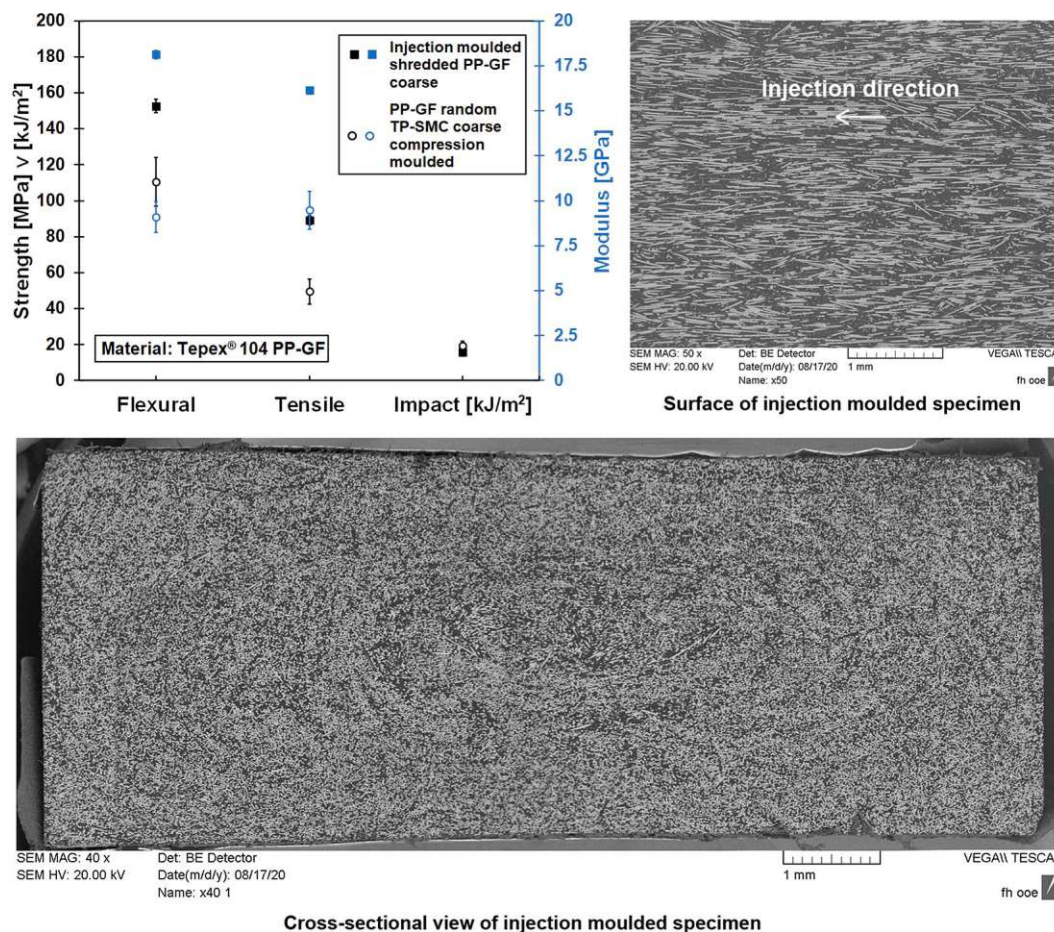 200
180
160
140
120
100
80
60
40
20
0
Strength [MPa] v [kJ/m²]
20
17.5
15
12.5
10
7.5
5
2.5
0
Modulus [GPa]
Injection moulded
shredded PP-GF
coarse
PP-GF random
TP-SMC coarse
compression
moulded
Material: Tepex® 104 PP-GF
Flexural Tensile Impact [kJ/m²]
Injection direction
SEM MAG: 50 x Det: BE Detector VEGA\\ TESCA
SEM HV: 20.00 kV Date(m/d/y): 08/17/20 1 mm
Name: x50 fh ooe
Surface of injection moulded specimen
SEM MAG: 40 x Det: BE Detector VEGA\\ TESCA
SEM HV: 20.00 kV Date(m/d/y): 08/17/20 1 mm
Name: x40 1 fh ooe
Cross-sectional view of injection moulded specimen